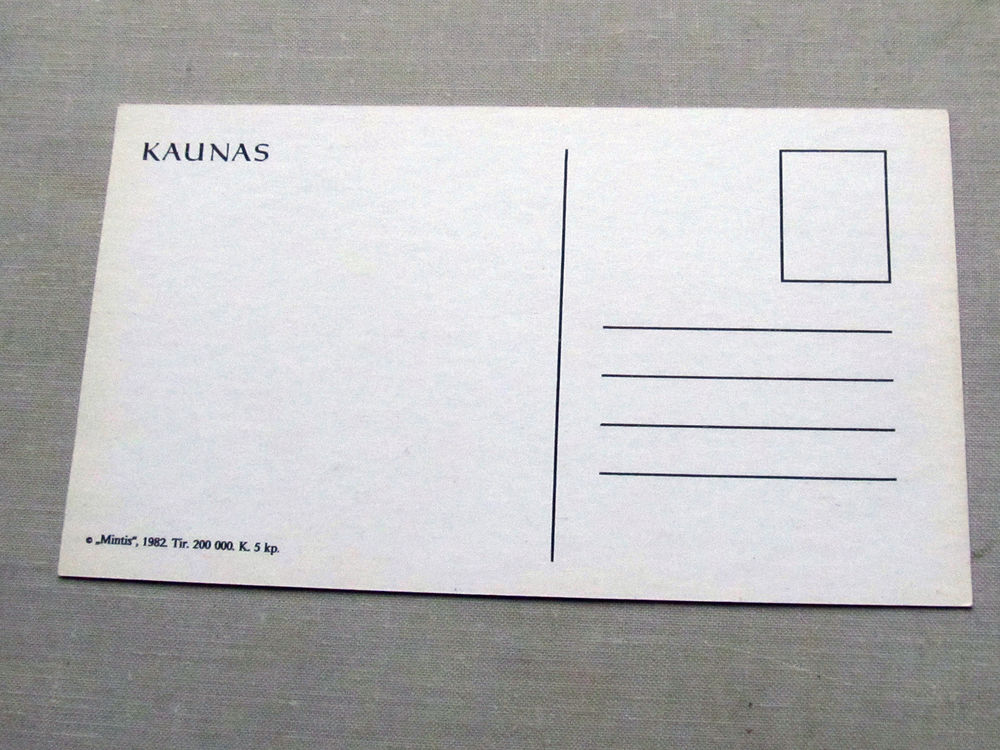 KAUNAS
© „Mintis“, 1982. Tir. 200 000. K. 5 kp.